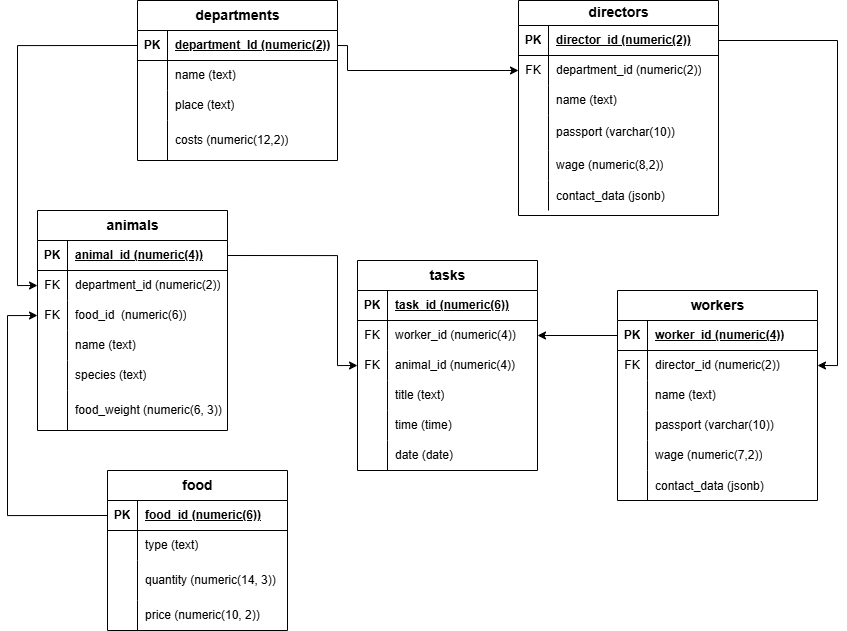 departments
PK department_Id (numeric(2))
name (text)
place (text)
costs (numeric(12,2))
directors
PK director_id (numeric(2))
FK department_id (numeric(2))
name (text)
passport (varchar(10))
wage (numeric(8,2))
contact_data (jsonb)
animals
PK animal_id (numeric(4))
FK department_id (numeric(2))
FK food_id (numeric(6))
name (text)
species (text)
food_weight (numeric(6, 3))
tasks
PK task_id (numeric(6))
FK worker_id (numeric(4))
FK animal_id (numeric(4))
title (text)
time (time)
date (date)
workers
PK worker_id (numeric(4))
FK director_id (numeric(2))
name (text)
passport (varchar(10))
wage (numeric(7,2))
contact_data (jsonb)
food
PK food_id (numeric(6))
type (text)
quantity (numeric(14, 3))
price (numeric(10, 2))